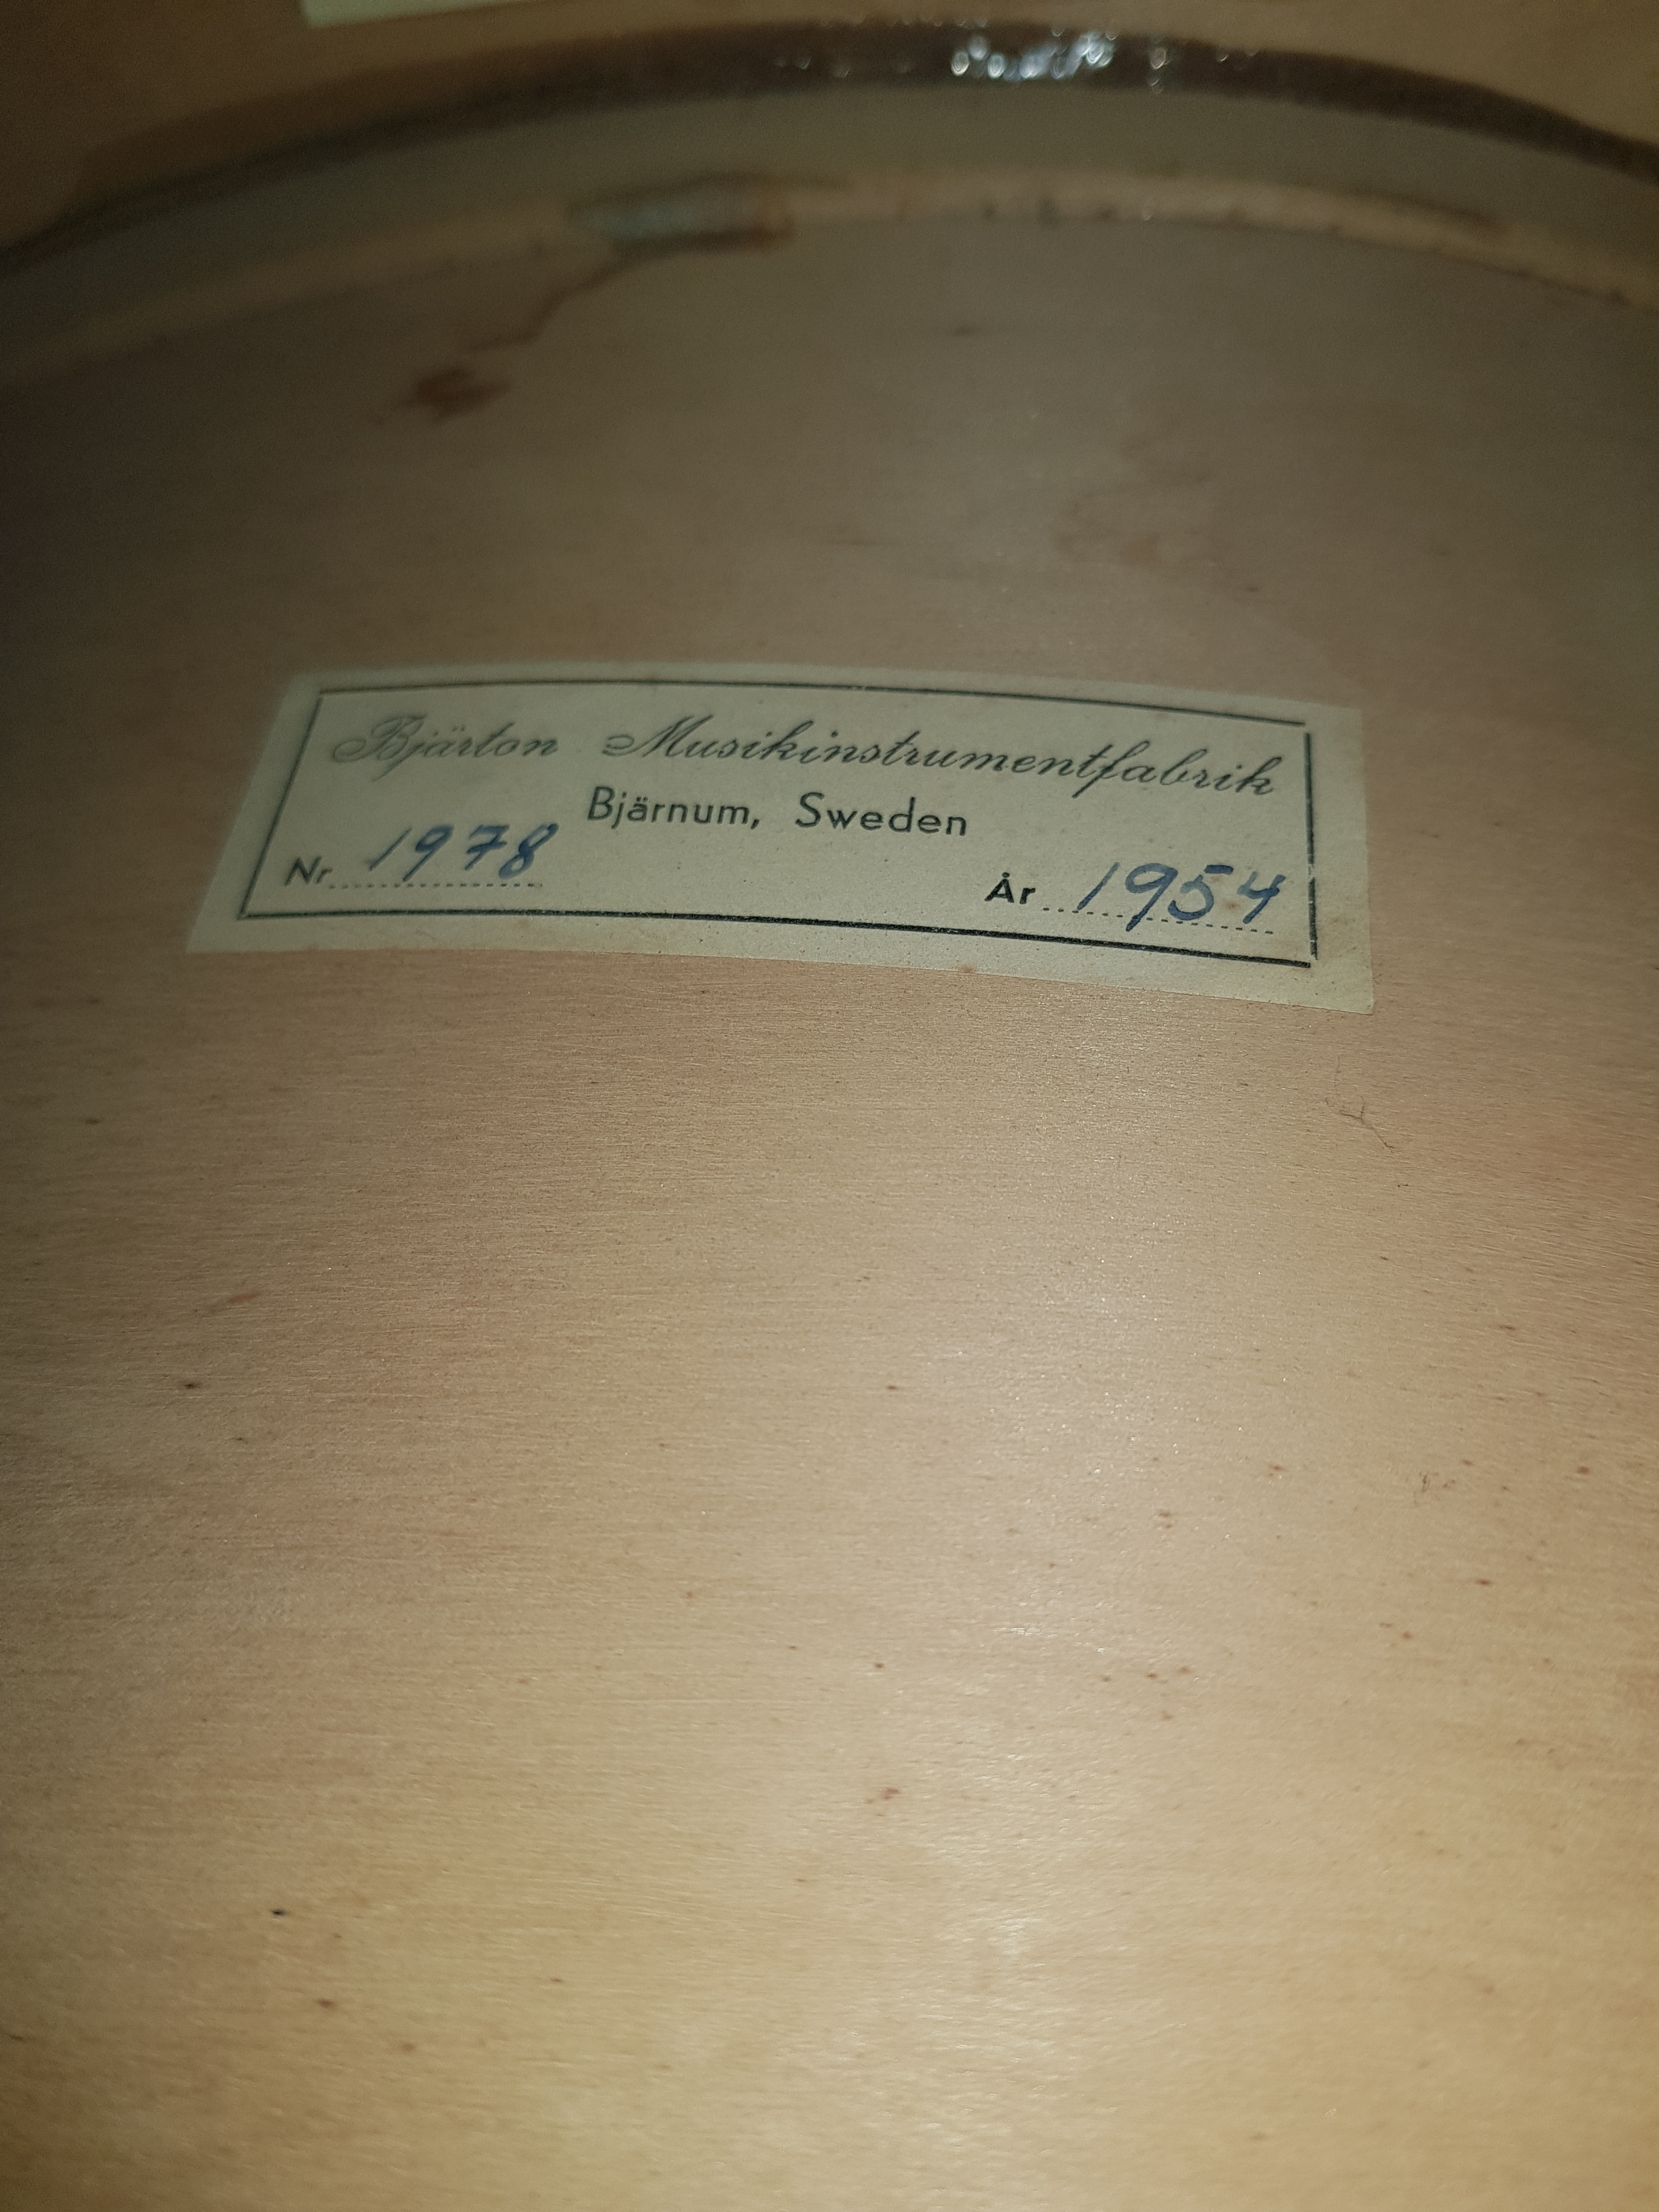 Bjärton Musikinstrumentfabrik
Bjärnum, Sweden
Nr 1978 År 1954